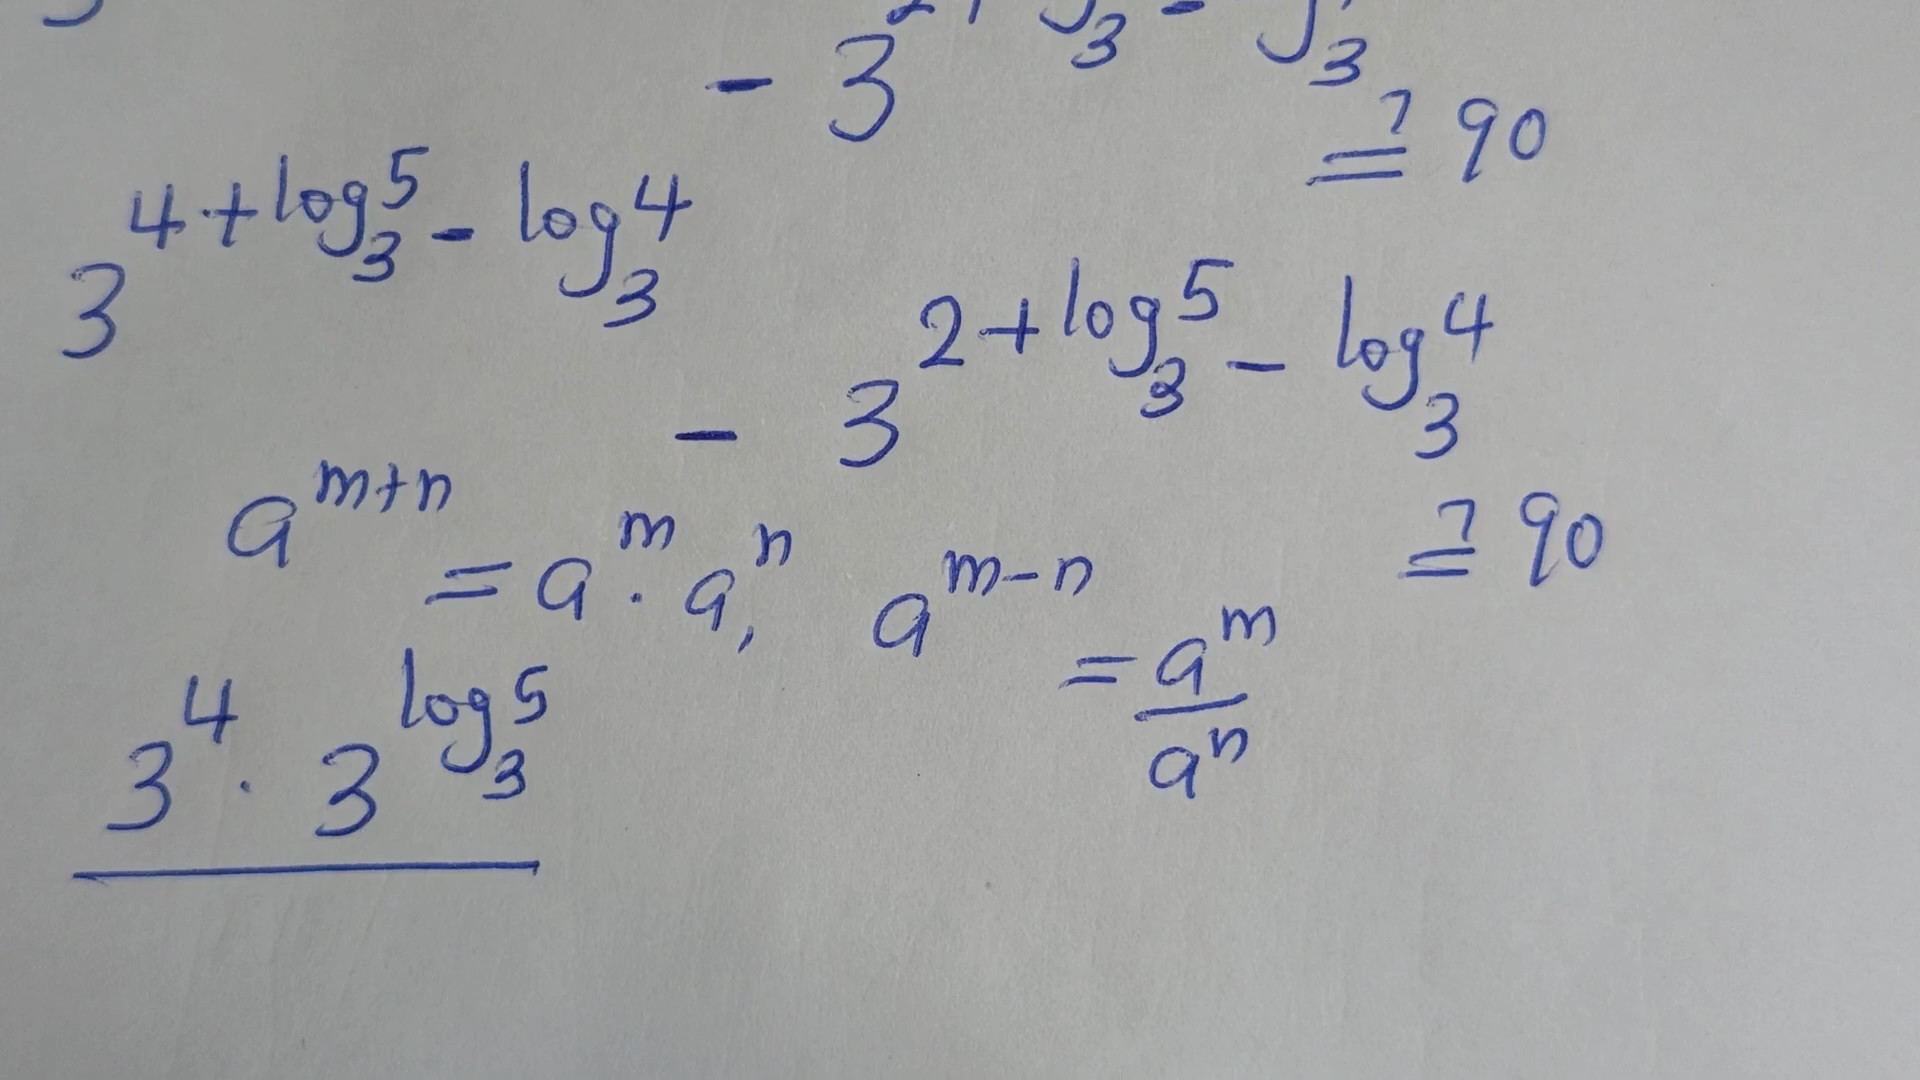 - 3
=? 90
3^{4+log_3 5 - log_3 4}
- 3^{2+log_3 5 - log_3 4}
=? 90
a^{m+n} = a^m · a^n, a^{m-n} = a^m / a^n
3^4 · 3^{log_3 5}